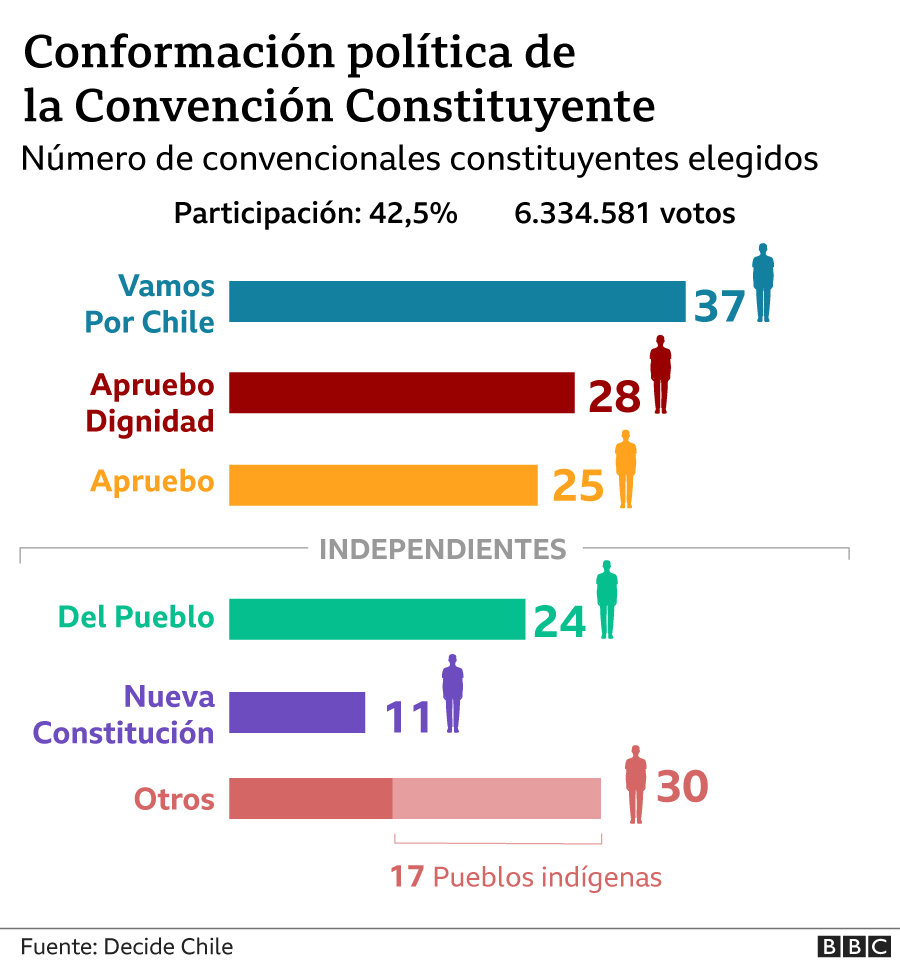 Conformación política de
la Convención Constituyente
Número de convencionales constituyentes elegidos
Participación: 42,5% 6.334.581 votos
Vamos
Por Chile
37
Apruebo
Dignidad
28
Apruebo
25
INDEPENDIENTES
Del Pueblo
24
Nueva
Constitución
11
Otros
30
17 Pueblos indígenas
Fuente: Decide Chile
BBC